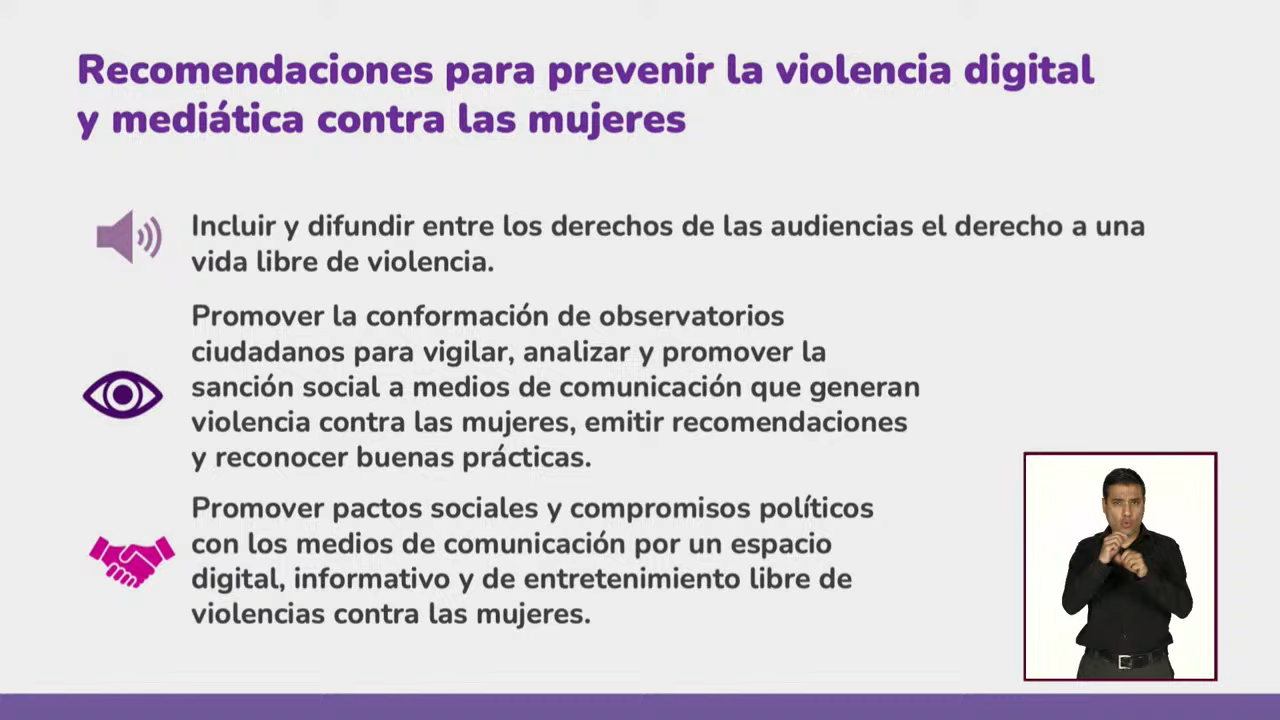 Recomendaciones para prevenir la violencia digital
y mediática contra las mujeres
Incluir y difundir entre los derechos de las audiencias el derecho a una
vida libre de violencia.
Promover la conformación de observatorios
ciudadanos para vigilar, analizar y promover la
sanción social a medios de comunicación que generan
violencia contra las mujeres, emitir recomendaciones
y reconocer buenas prácticas.
Promover pactos sociales y compromisos políticos
con los medios de comunicación por un espacio
digital, informativo y de entretenimiento libre de
violencias contra las mujeres.